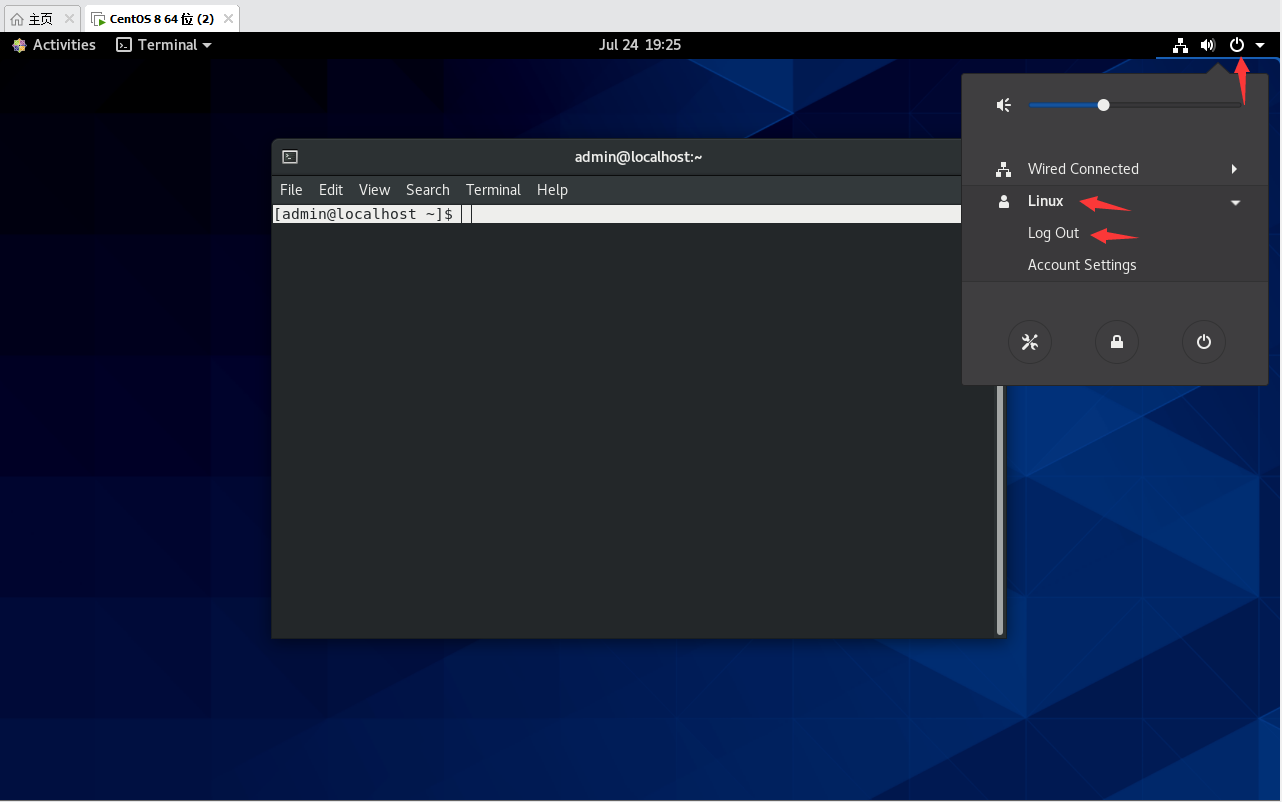 主页
CentOS 8 64 位 (2)
Activities
Terminal
Jul 24 19:25
admin@localhost:~
File Edit View Search Terminal Help
[admin@localhost ~]$
Wired Connected
Linux
Log Out
Account Settings